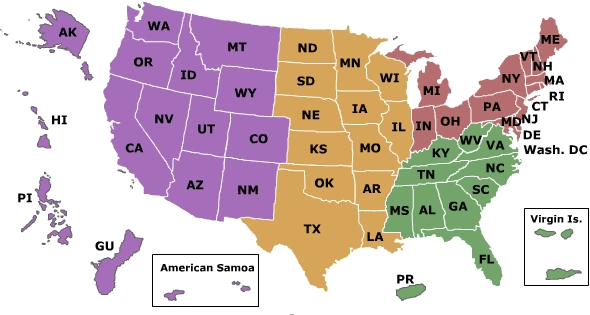 AK
WA
MT
ND
MN
ME
VT
NH
OR
ID
SD
WI
NY
MA
WY
MI
RI
HI
NE
IA
PA
CT
NV
UT
CO
IL
IN
OH
MD
NJ
DE
CA
KS
MO
KY
WV
VA
Wash. DC
AZ
NM
OK
AR
TN
NC
SC
PI
TX
MS
AL
GA
LA
Virgin Is.
GU
FL
American Samoa
PR